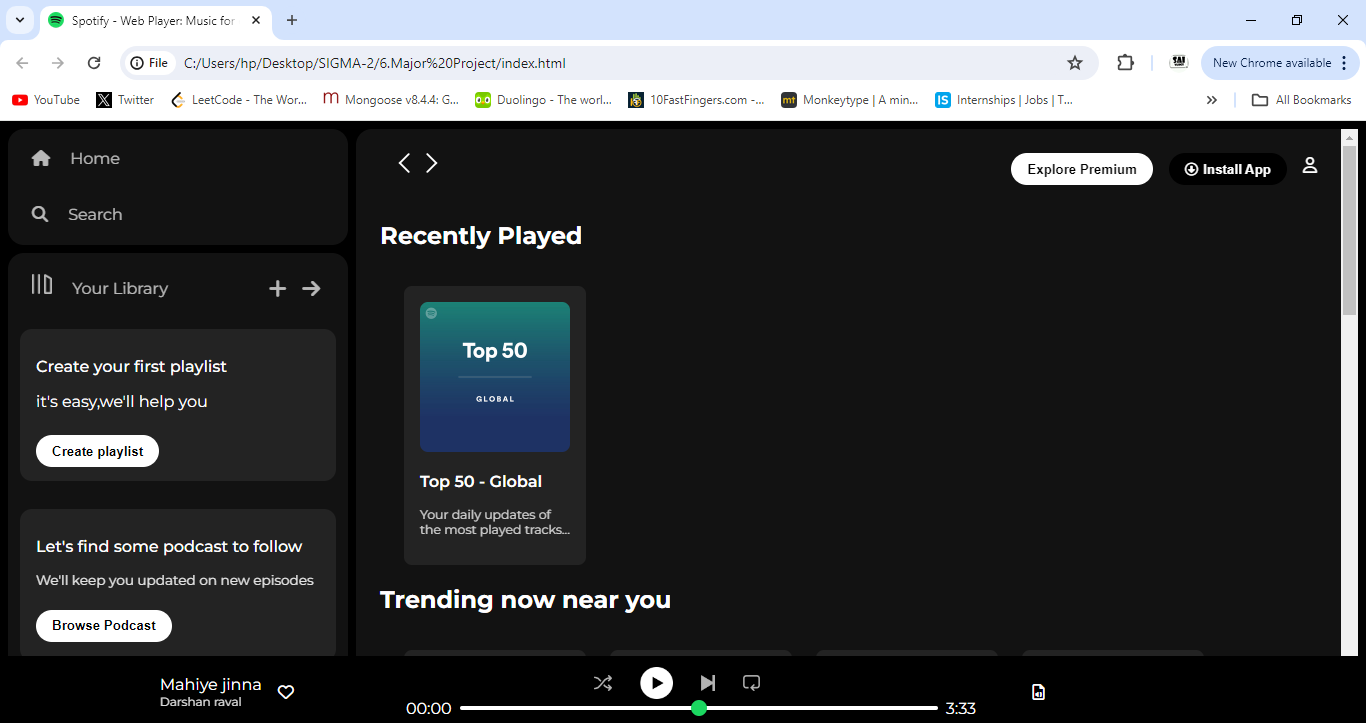 Spotify - Web Player: Music for
File C:/Users/hp/Desktop/SIGMA-2/6.Major%20Project/index.html
New Chrome available
YouTube Twitter LeetCode - The Wor... Mongoose v8.4.4: G... Duolingo - The worl... 10FastFingers.com -... Monkeytype | A min... Internships | Jobs | T... All Bookmarks
Home
Search
Your Library
Create your first playlist
it's easy,we'll help you
Create playlist
Let's find some podcast to follow
We'll keep you updated on new episodes
Browse Podcast
Explore Premium Install App
Recently Played
Top 50
GLOBAL
Top 50 - Global
Your daily updates of
the most played tracks...
Trending now near you
Mahiye jinna
Darshan raval
00:00 3:33